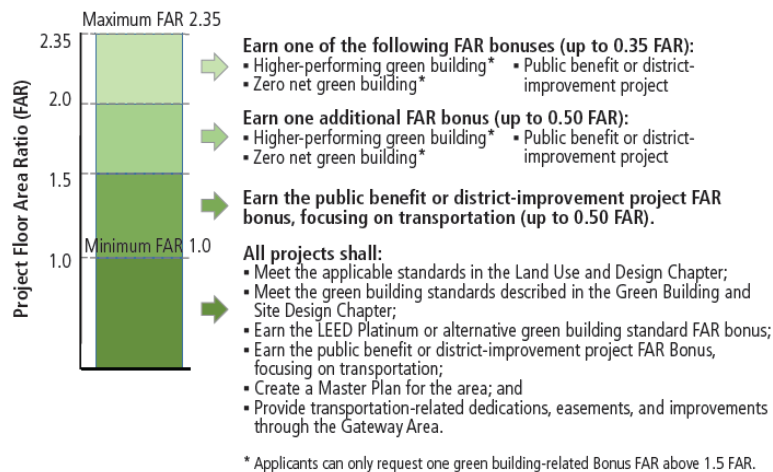 Maximum FAR 2.35
2.35
2.0
1.5
Minimum FAR 1.0
1.0
Project Floor Area Ratio (FAR)
Earn one of the following FAR bonuses (up to 0.35 FAR):
▪ Higher-performing green building* ▪ Public benefit or district-
▪ Zero net green building* improvement project
Earn one additional FAR bonus (up to 0.50 FAR):
▪ Higher-performing green building* ▪ Public benefit or district-
▪ Zero net green building* improvement project
Earn the public benefit or district-improvement project FAR
bonus, focusing on transportation (up to 0.50 FAR).
All projects shall:
▪ Meet the applicable standards in the Land Use and Design Chapter;
▪ Meet the green building standards described in the Green Building and
Site Design Chapter;
▪ Earn the LEED Platinum or alternative green building standard FAR bonus;
▪ Earn the public benefit or district-improvement project FAR Bonus,
focusing on transportation;
▪ Create a Master Plan for the area; and
▪ Provide transportation-related dedications, easements, and improvements
through the Gateway Area.
* Applicants can only request one green building-related Bonus FAR above 1.5 FAR.